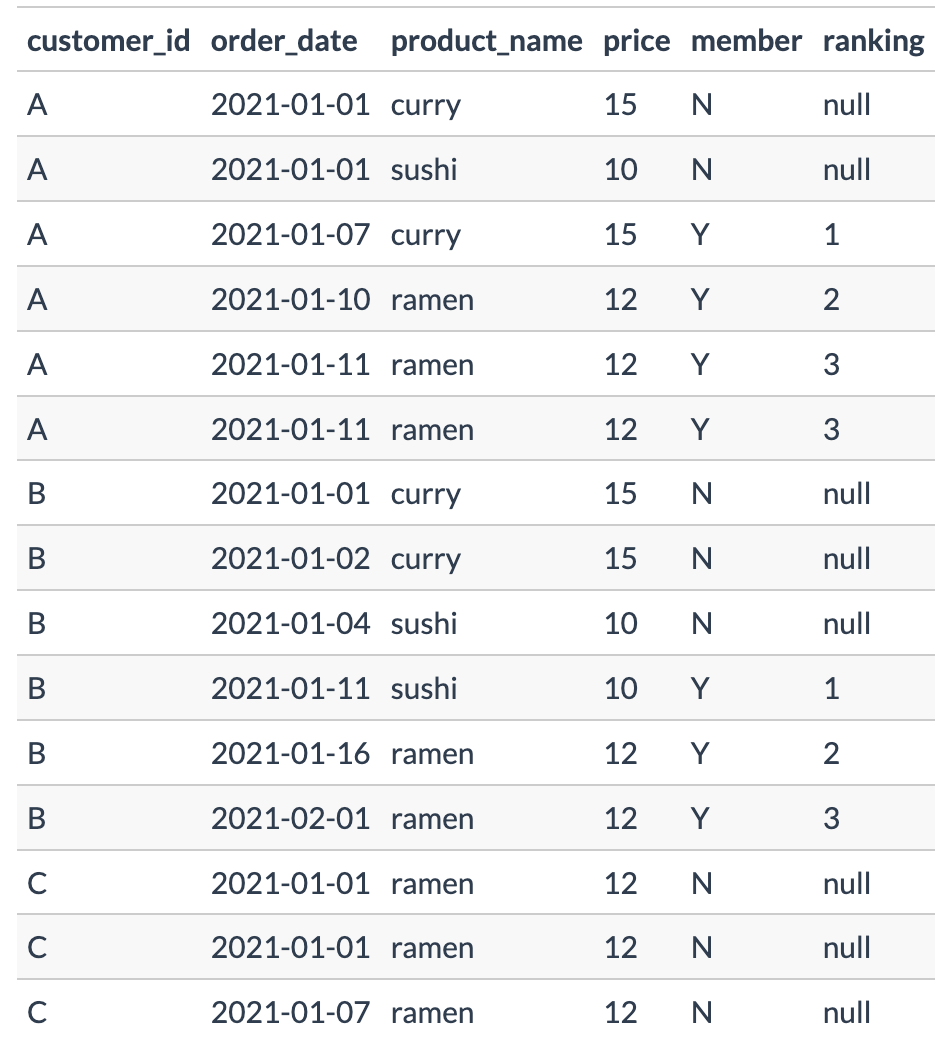 customer_id order_date product_name price member ranking
A 2021-01-01 curry 15 N null
A 2021-01-01 sushi 10 N null
A 2021-01-07 curry 15 Y 1
A 2021-01-10 ramen 12 Y 2
A 2021-01-11 ramen 12 Y 3
A 2021-01-11 ramen 12 Y 3
B 2021-01-01 curry 15 N null
B 2021-01-02 curry 15 N null
B 2021-01-04 sushi 10 N null
B 2021-01-11 sushi 10 Y 1
B 2021-01-16 ramen 12 Y 2
B 2021-02-01 ramen 12 Y 3
C 2021-01-01 ramen 12 N null
C 2021-01-01 ramen 12 N null
C 2021-01-07 ramen 12 N null